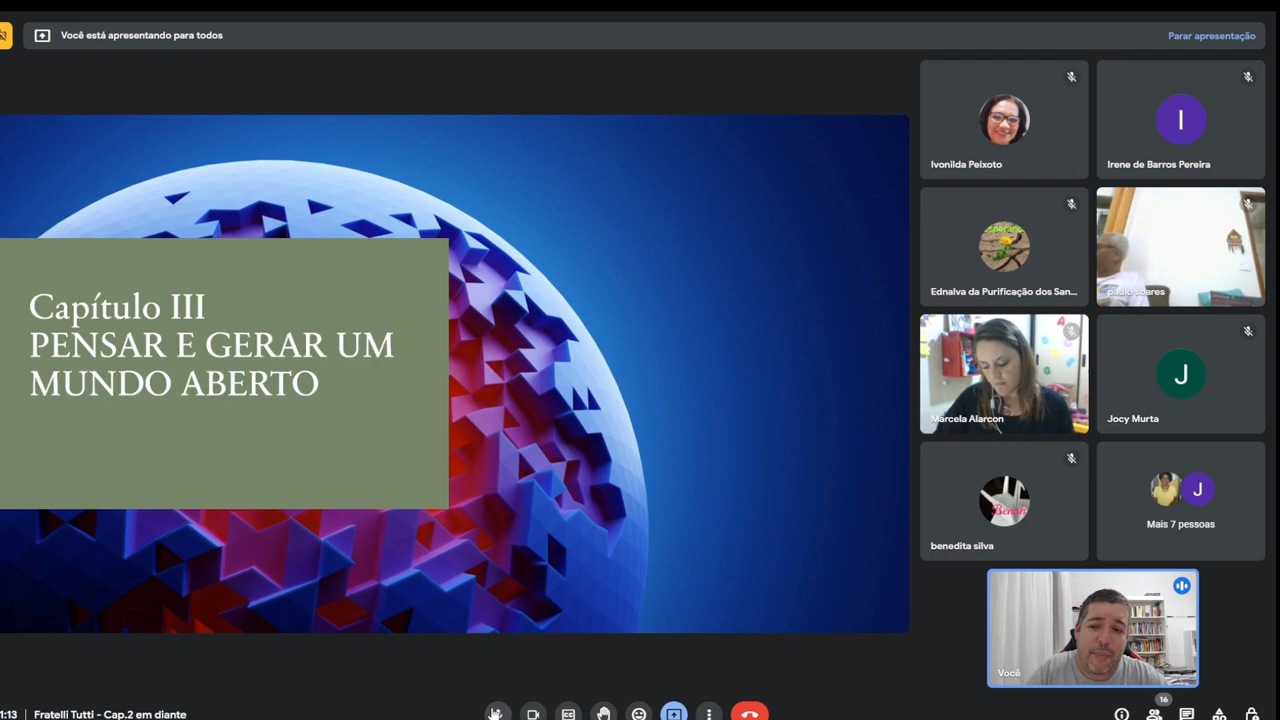 Você está apresentando para todos
Parar apresentação
Ivonilda Peixoto
I
Irene de Barros Pereira
Ednalva da Purificação dos San...
paulo soares
Capítulo III
PENSAR E GERAR UM
MUNDO ABERTO
Marcela Alarcon
J
Jocy Murta
benedita silva
J
Mais 7 pessoas
Você
1:13 | Fratelli Tutti - Cap.2 em diante
16